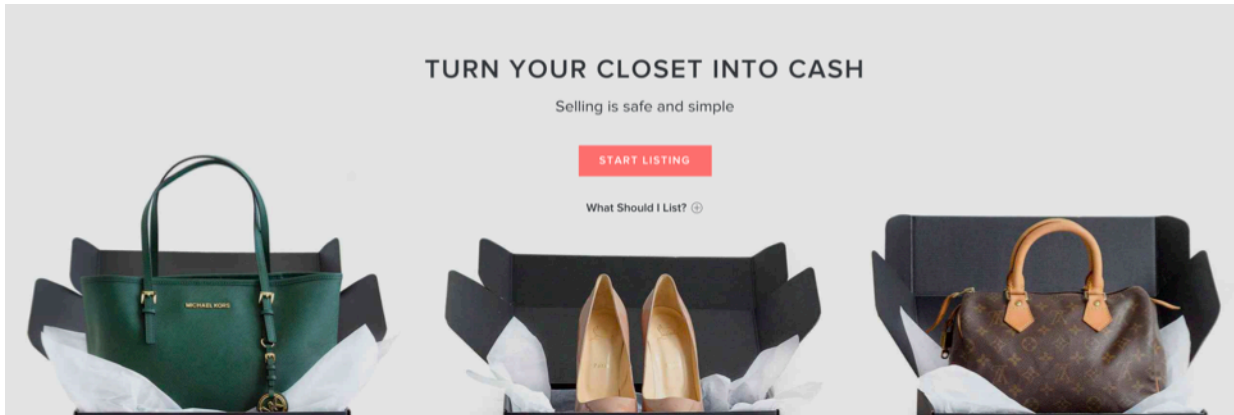 TURN YOUR CLOSET INTO CASH
Selling is safe and simple
START LISTING
What Should I List?
MICHAEL KORS